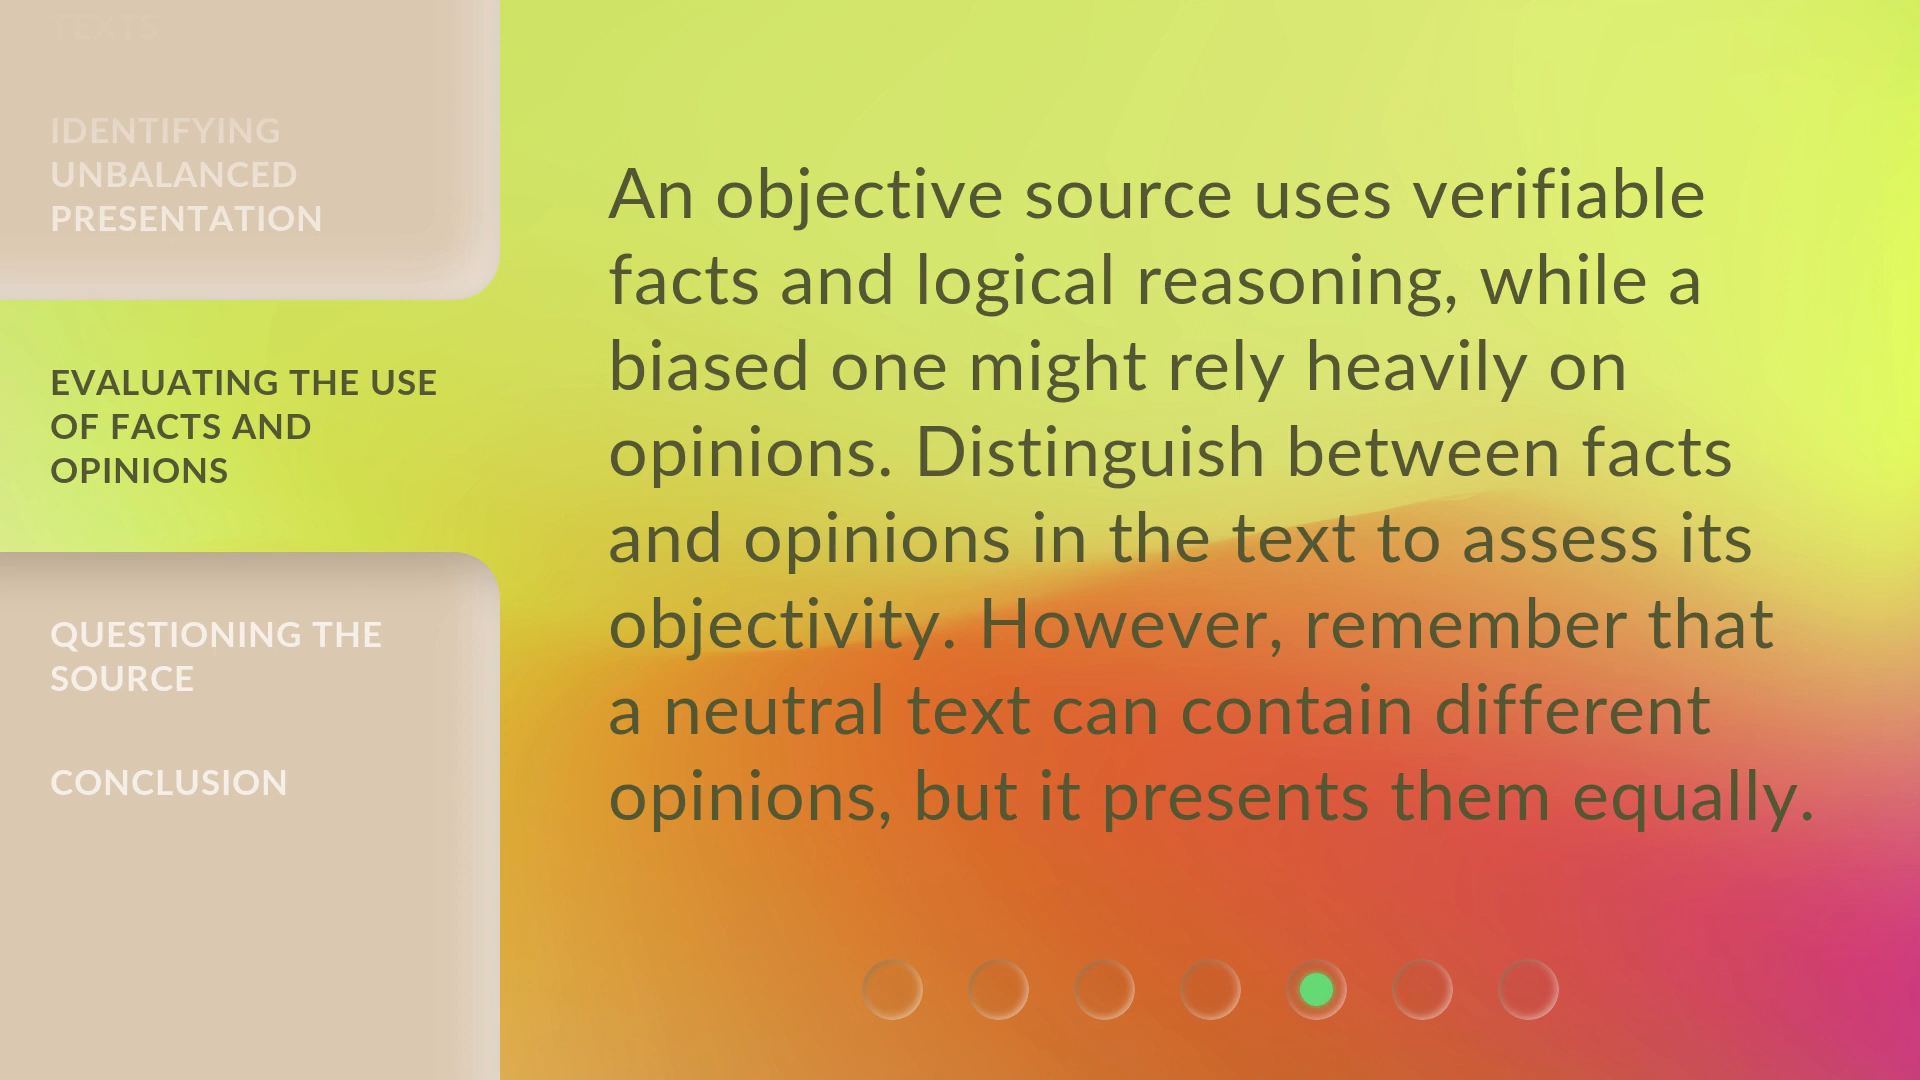 TEXTS
IDENTIFYING
UNBALANCED
PRESENTATION
EVALUATING THE USE
OF FACTS AND
OPINIONS
QUESTIONING THE
SOURCE
CONCLUSION
An objective source uses verifiable
facts and logical reasoning, while a
biased one might rely heavily on
opinions. Distinguish between facts
and opinions in the text to assess its
objectivity. However, remember that
a neutral text can contain different
opinions, but it presents them equally.